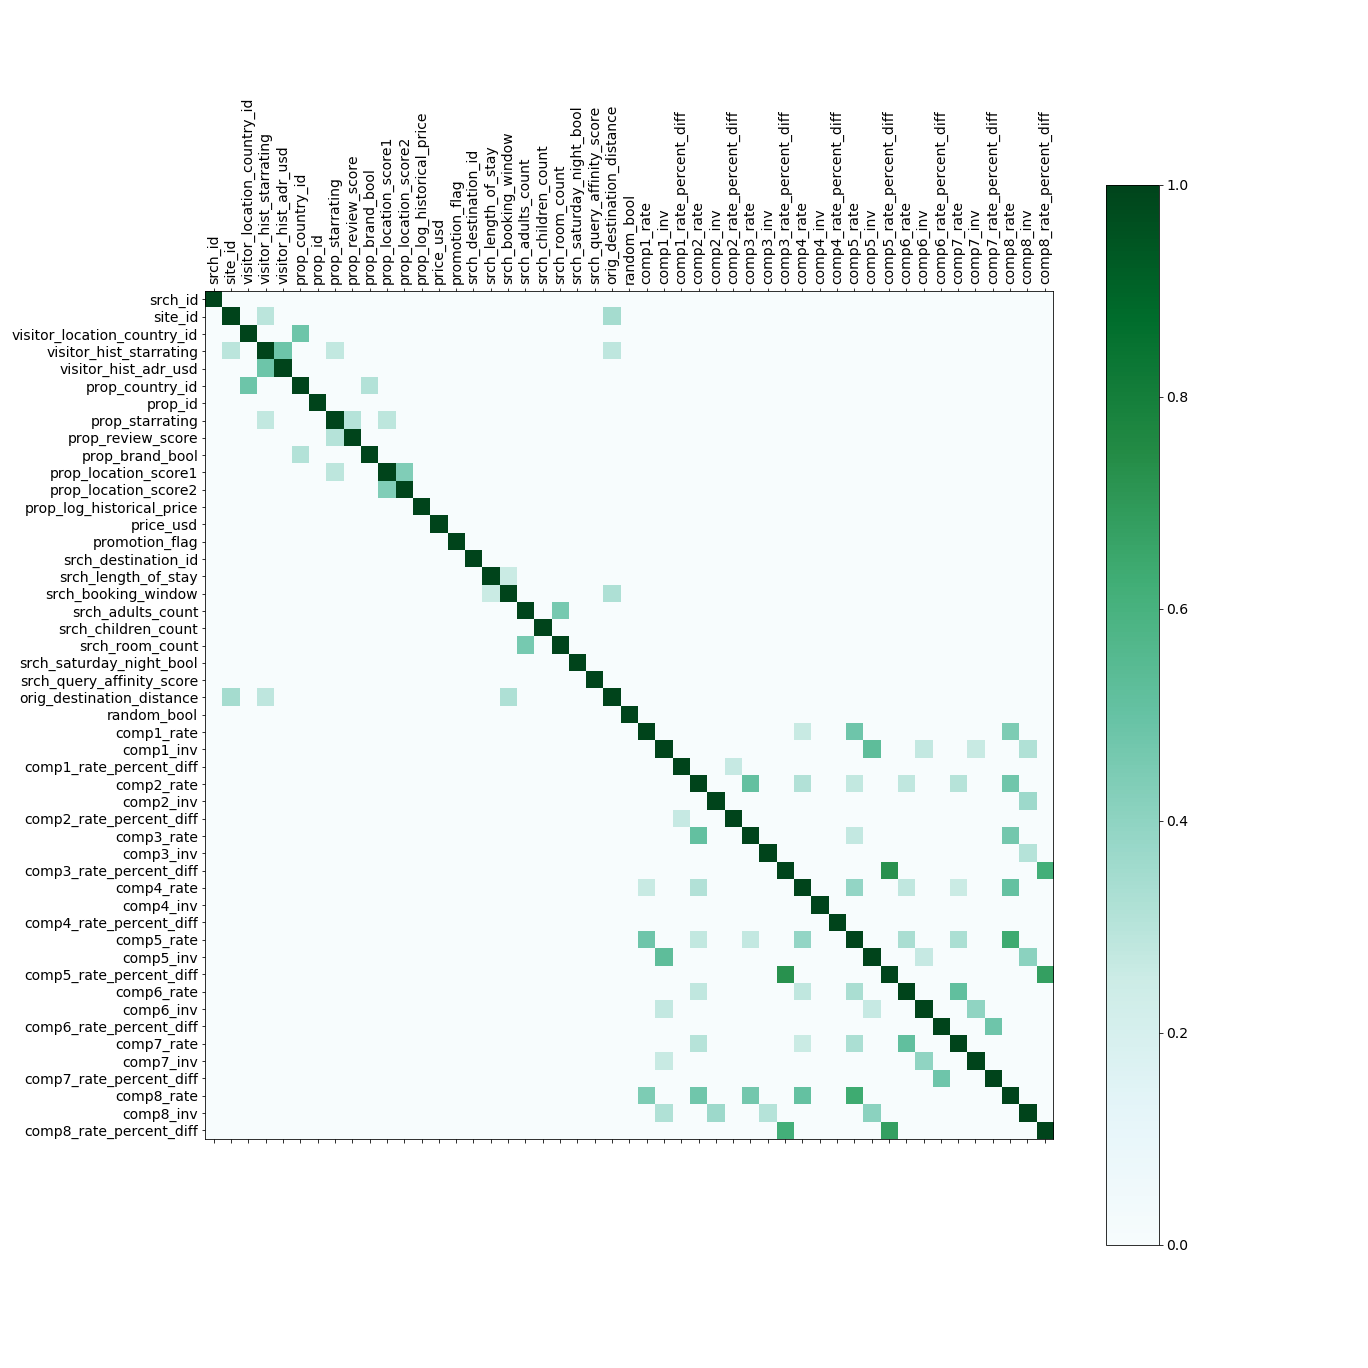 srch_id
site_id
visitor_location_country_id
visitor_hist_starrating
visitor_hist_adr_usd
prop_country_id
prop_id
prop_starrating
prop_review_score
prop_brand_bool
prop_location_score1
prop_location_score2
prop_log_historical_price
price_usd
promotion_flag
srch_destination_id
srch_length_of_stay
srch_booking_window
srch_adults_count
srch_children_count
srch_room_count
srch_saturday_night_bool
srch_query_affinity_score
orig_destination_distance
random_bool
comp1_rate
comp1_inv
comp1_rate_percent_diff
comp2_rate
comp2_inv
comp2_rate_percent_diff
comp3_rate
comp3_inv
comp3_rate_percent_diff
comp4_rate
comp4_inv
comp4_rate_percent_diff
comp5_rate
comp5_inv
comp5_rate_percent_diff
comp6_rate
comp6_inv
comp6_rate_percent_diff
comp7_rate
comp7_inv
comp7_rate_percent_diff
comp8_rate
comp8_inv
comp8_rate_percent_diff
srch_id
site_id
visitor_location_country_id
visitor_hist_starrating
visitor_hist_adr_usd
prop_country_id
prop_id
prop_starrating
prop_review_score
prop_brand_bool
prop_location_score1
prop_location_score2
prop_log_historical_price
price_usd
promotion_flag
srch_destination_id
srch_length_of_stay
srch_booking_window
srch_adults_count
srch_children_count
srch_room_count
srch_saturday_night_bool
srch_query_affinity_score
orig_destination_distance
random_bool
comp1_rate
comp1_inv
comp1_rate_percent_diff
comp2_rate
comp2_inv
comp2_rate_percent_diff
comp3_rate
comp3_inv
comp3_rate_percent_diff
comp4_rate
comp4_inv
comp4_rate_percent_diff
comp5_rate
comp5_inv
comp5_rate_percent_diff
comp6_rate
comp6_inv
comp6_rate_percent_diff
comp7_rate
comp7_inv
comp7_rate_percent_diff
comp8_rate
comp8_inv
comp8_rate_percent_diff
1.0
0.8
0.6
0.4
0.2
0.0